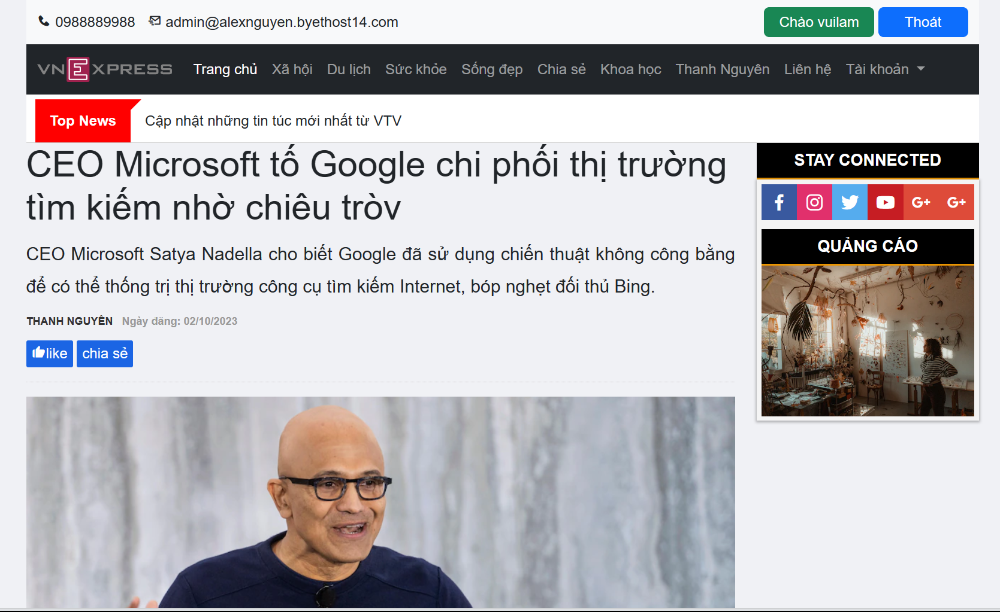 0988889988 admin@alexnguyen.byethost14.com Chào vuilam Thoát
VNEXPRESS Trang chủ Xã hội Du lịch Sức khỏe Sống đẹp Chia sẻ Khoa học Thanh Nguyên Liên hệ Tài khoản
Top News Cập nhật những tin túc mới nhất từ VTV
CEO Microsoft tố Google chi phối thị trường
tìm kiếm nhờ chiêu tròv
CEO Microsoft Satya Nadella cho biết Google đã sử dụng chiến thuật không công bằng
để có thể thống trị thị trường công cụ tìm kiếm Internet, bóp nghẹt đối thủ Bing.
THANH NGUYÊN Ngày đăng: 02/10/2023
like chia sẻ
STAY CONNECTED
G+ G+
QUẢNG CÁO